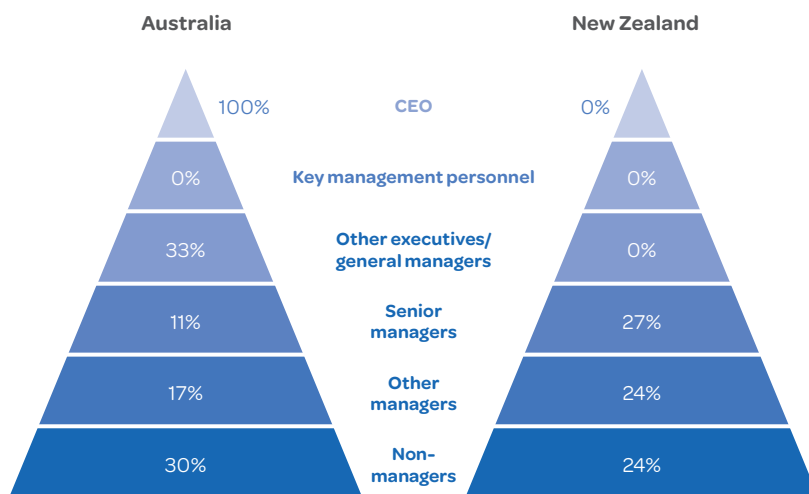 Australia
New Zealand
100%
CEO
0%
0%
Key management personnel
0%
33%
Other executives/
general managers
0%
11%
Senior
managers
27%
17%
Other
managers
24%
30%
Non-
managers
24%